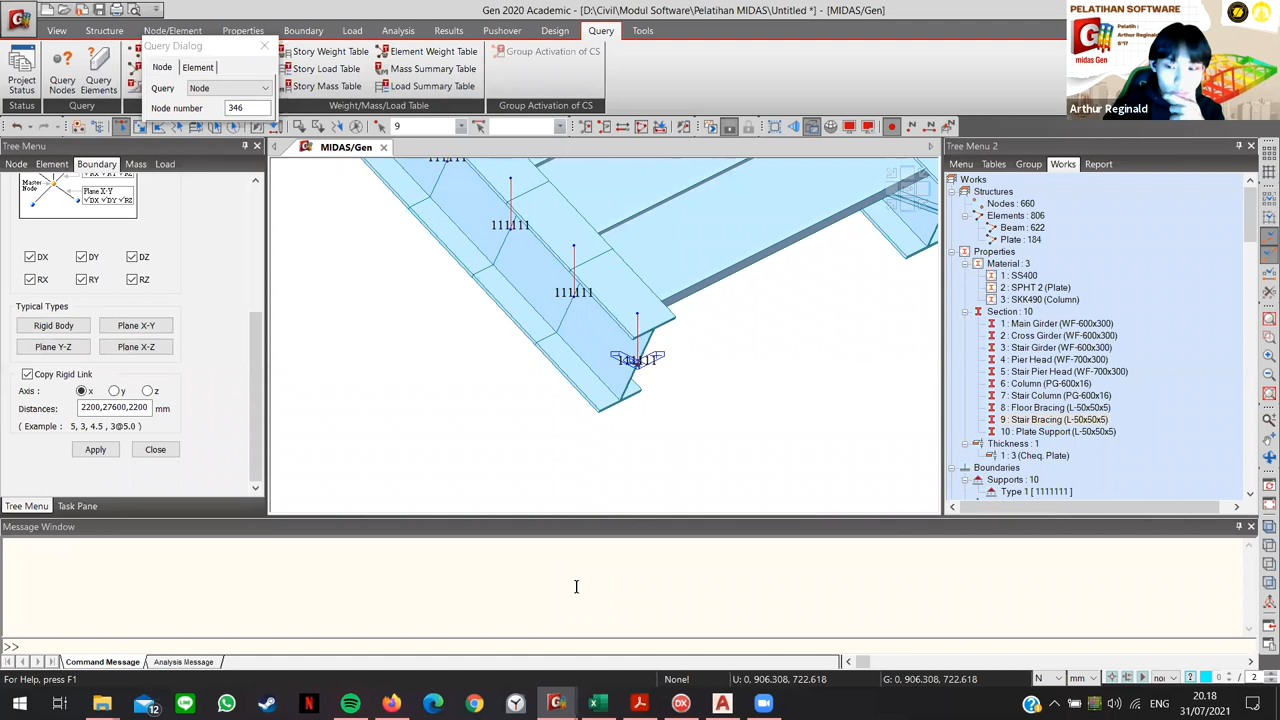 Gen 2020 Academic - [D:\Civil\Modul Software\Pelatihan MIDAS\Untitled *] - [MIDAS/Gen]
PELATIHAN SOFTWARE
Pelatih :
Arthur Reginald
S'17
midas Gen
Arthur Reginald
View Structure Node/Element Properties Boundary Load Analysis Results Pushover Design Query Tools
Query Dialog
Node Element
Query Node
Node number 346
Project Status
Query Nodes
Query Elements
Status Query
Story Weight Table Element Weight Table Group Activation of CS
Story Load Table Mass Summary Table
Story Mass Table Load Summary Table
Weight/Mass/Load Table Group Activation of CS
9
Tree Menu
Node Element Boundary Mass Load
Master Node
Plane X-Y
DX DY DZ
RX RY RZ
Typical Types
Rigid Body Plane X-Y
Plane Y-Z Plane X-Z
Copy Rigid Link
Axis : x y z
Distances: 2200,27600,2200 mm
(Example : 5, 3, 4.5 , 3@5.0 )
Apply Close
Tree Menu Task Pane
MIDAS/Gen
111111
111111
111111
Tree Menu 2
Menu Tables Group Works Report
Works
Structures
Nodes : 660
Elements : 806
Beam : 622
Plate : 184
Properties
Material : 3
1 : SS400
2 : SPHT 2 (Plate)
3 : SKK490 (Column)
Section : 10
1 : Main Girder (WF-600x300)
2 : Cross Girder (WF-600x300)
3 : Stair Girder (WF-600x300)
4 : Pier Head (WF-700x300)
5 : Stair Pier Head (WF-700x300)
6 : Column (PG-600x16)
7 : Stair Column (PG-600x16)
8 : Floor Bracing (L-50x50x5)
9 : Stair Bracing (L-50x50x5)
10 : Plate Support (L-50x50x5)
Thickness : 1
1 : 3 (Cheq. Plate)
Boundaries
Supports : 10
Type 1 [ 1111111 ]
Message Window
>>
Command Message Analysis Message
For Help, press F1
None! U: 0, 906.308, 722.618 G: 0, 906.308, 722.618 N mm
2
12
ENG
20.18
31/07/2021